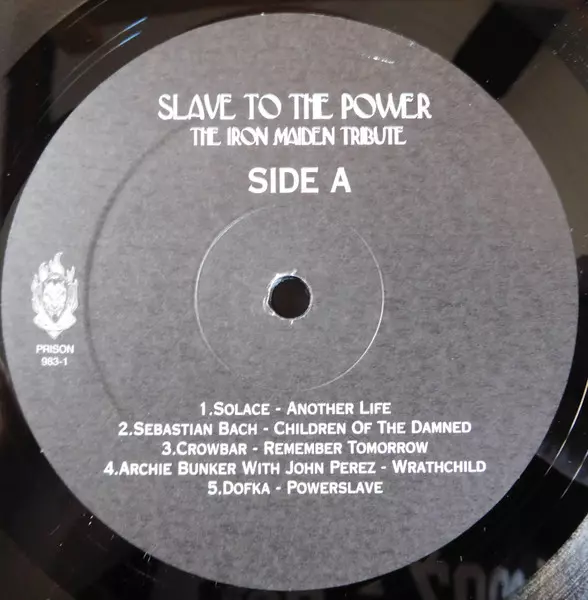 SLAVE TO THE POWER
THE IRON MAIDEN TRIBUTE
SIDE A
PRISON
983-1
1.SOLACE - ANOTHER LIFE
2.SEBASTIAN BACH - CHILDREN OF THE DAMNED
3.CROWBAR - REMEMBER TOMORROW
4.ARCHIE BUNKER WITH JOHN PEREZ - WRATHCHILD
5.DOFKA - POWERSLAVE